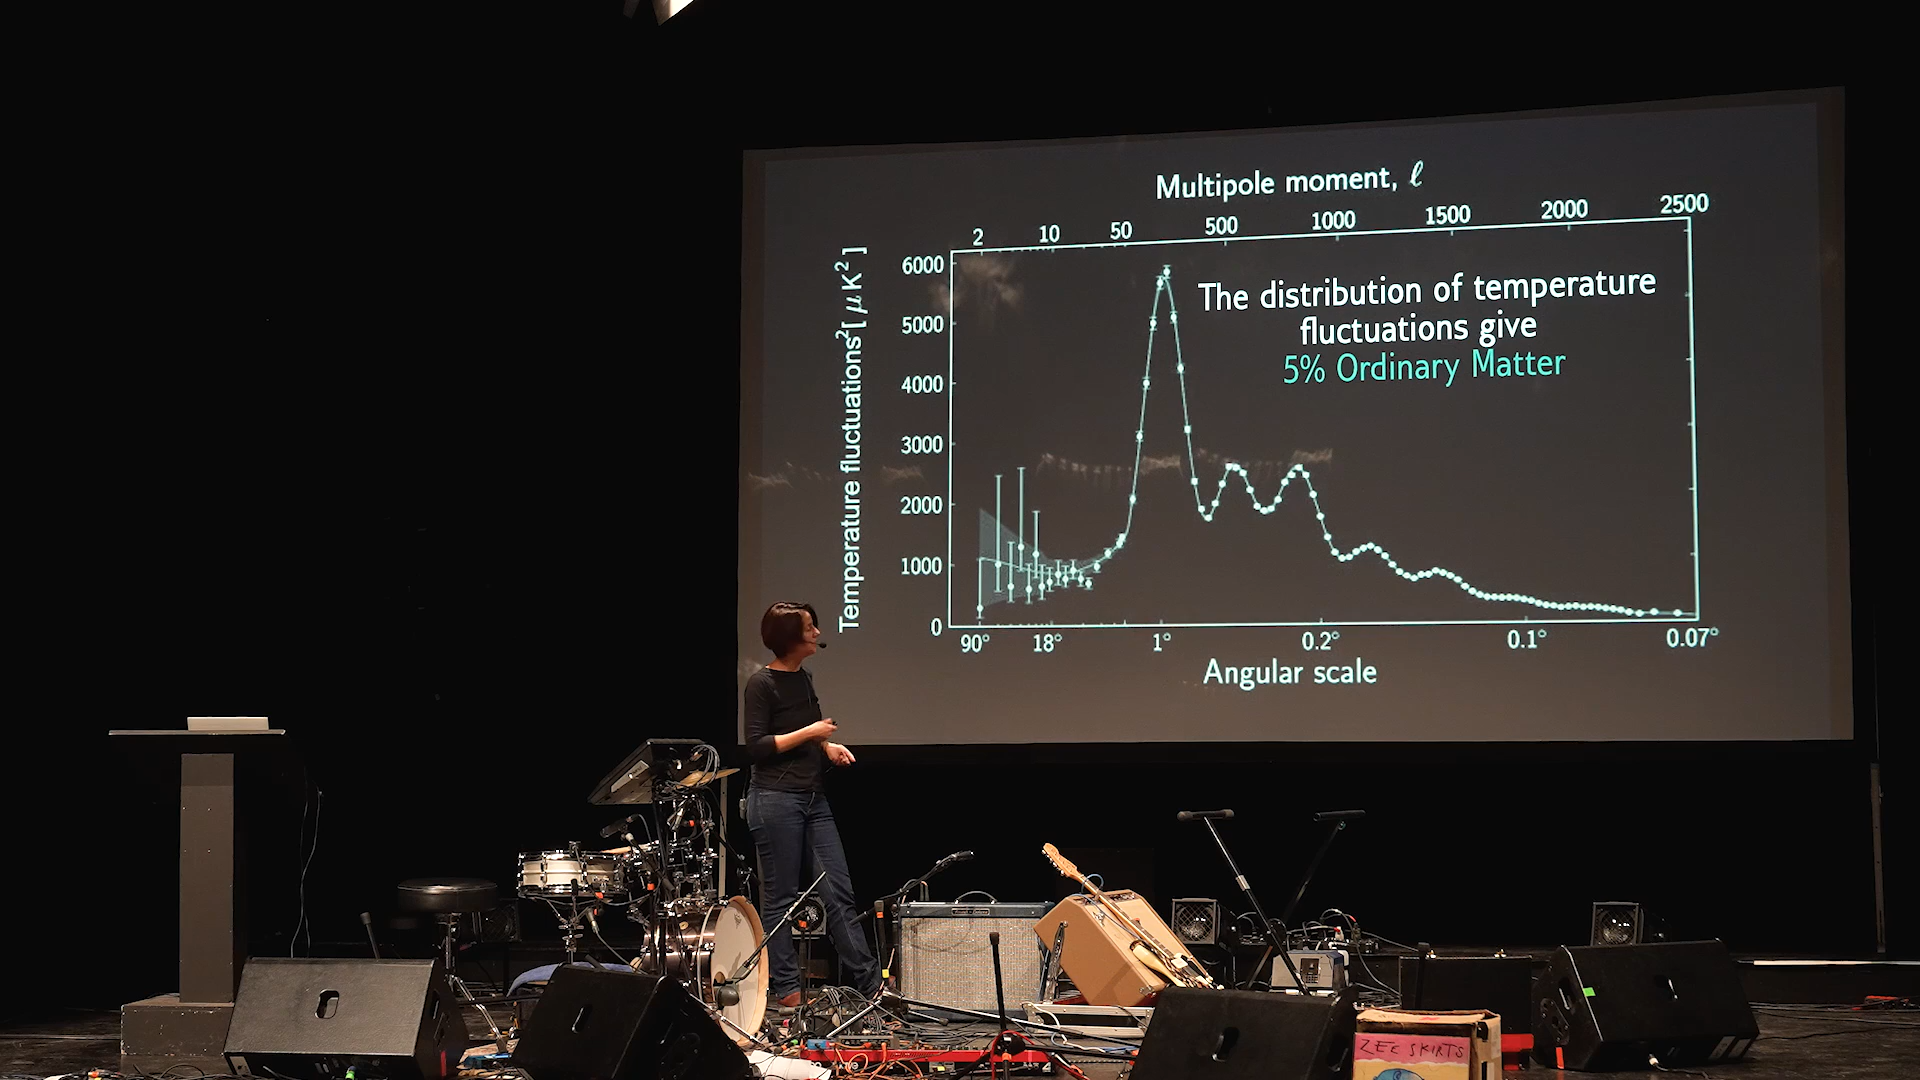 Multipole moment, ℓ
2 10 50 500 1000 1500 2000 2500
Temperature fluctuations² [ μ K² ]
6000
5000
4000
3000
2000
1000
0
The distribution of temperature
fluctuations give
5% Ordinary Matter
90° 18° 1° 0.2° 0.1° 0.07°
Angular scale
ZEE SKIRTS